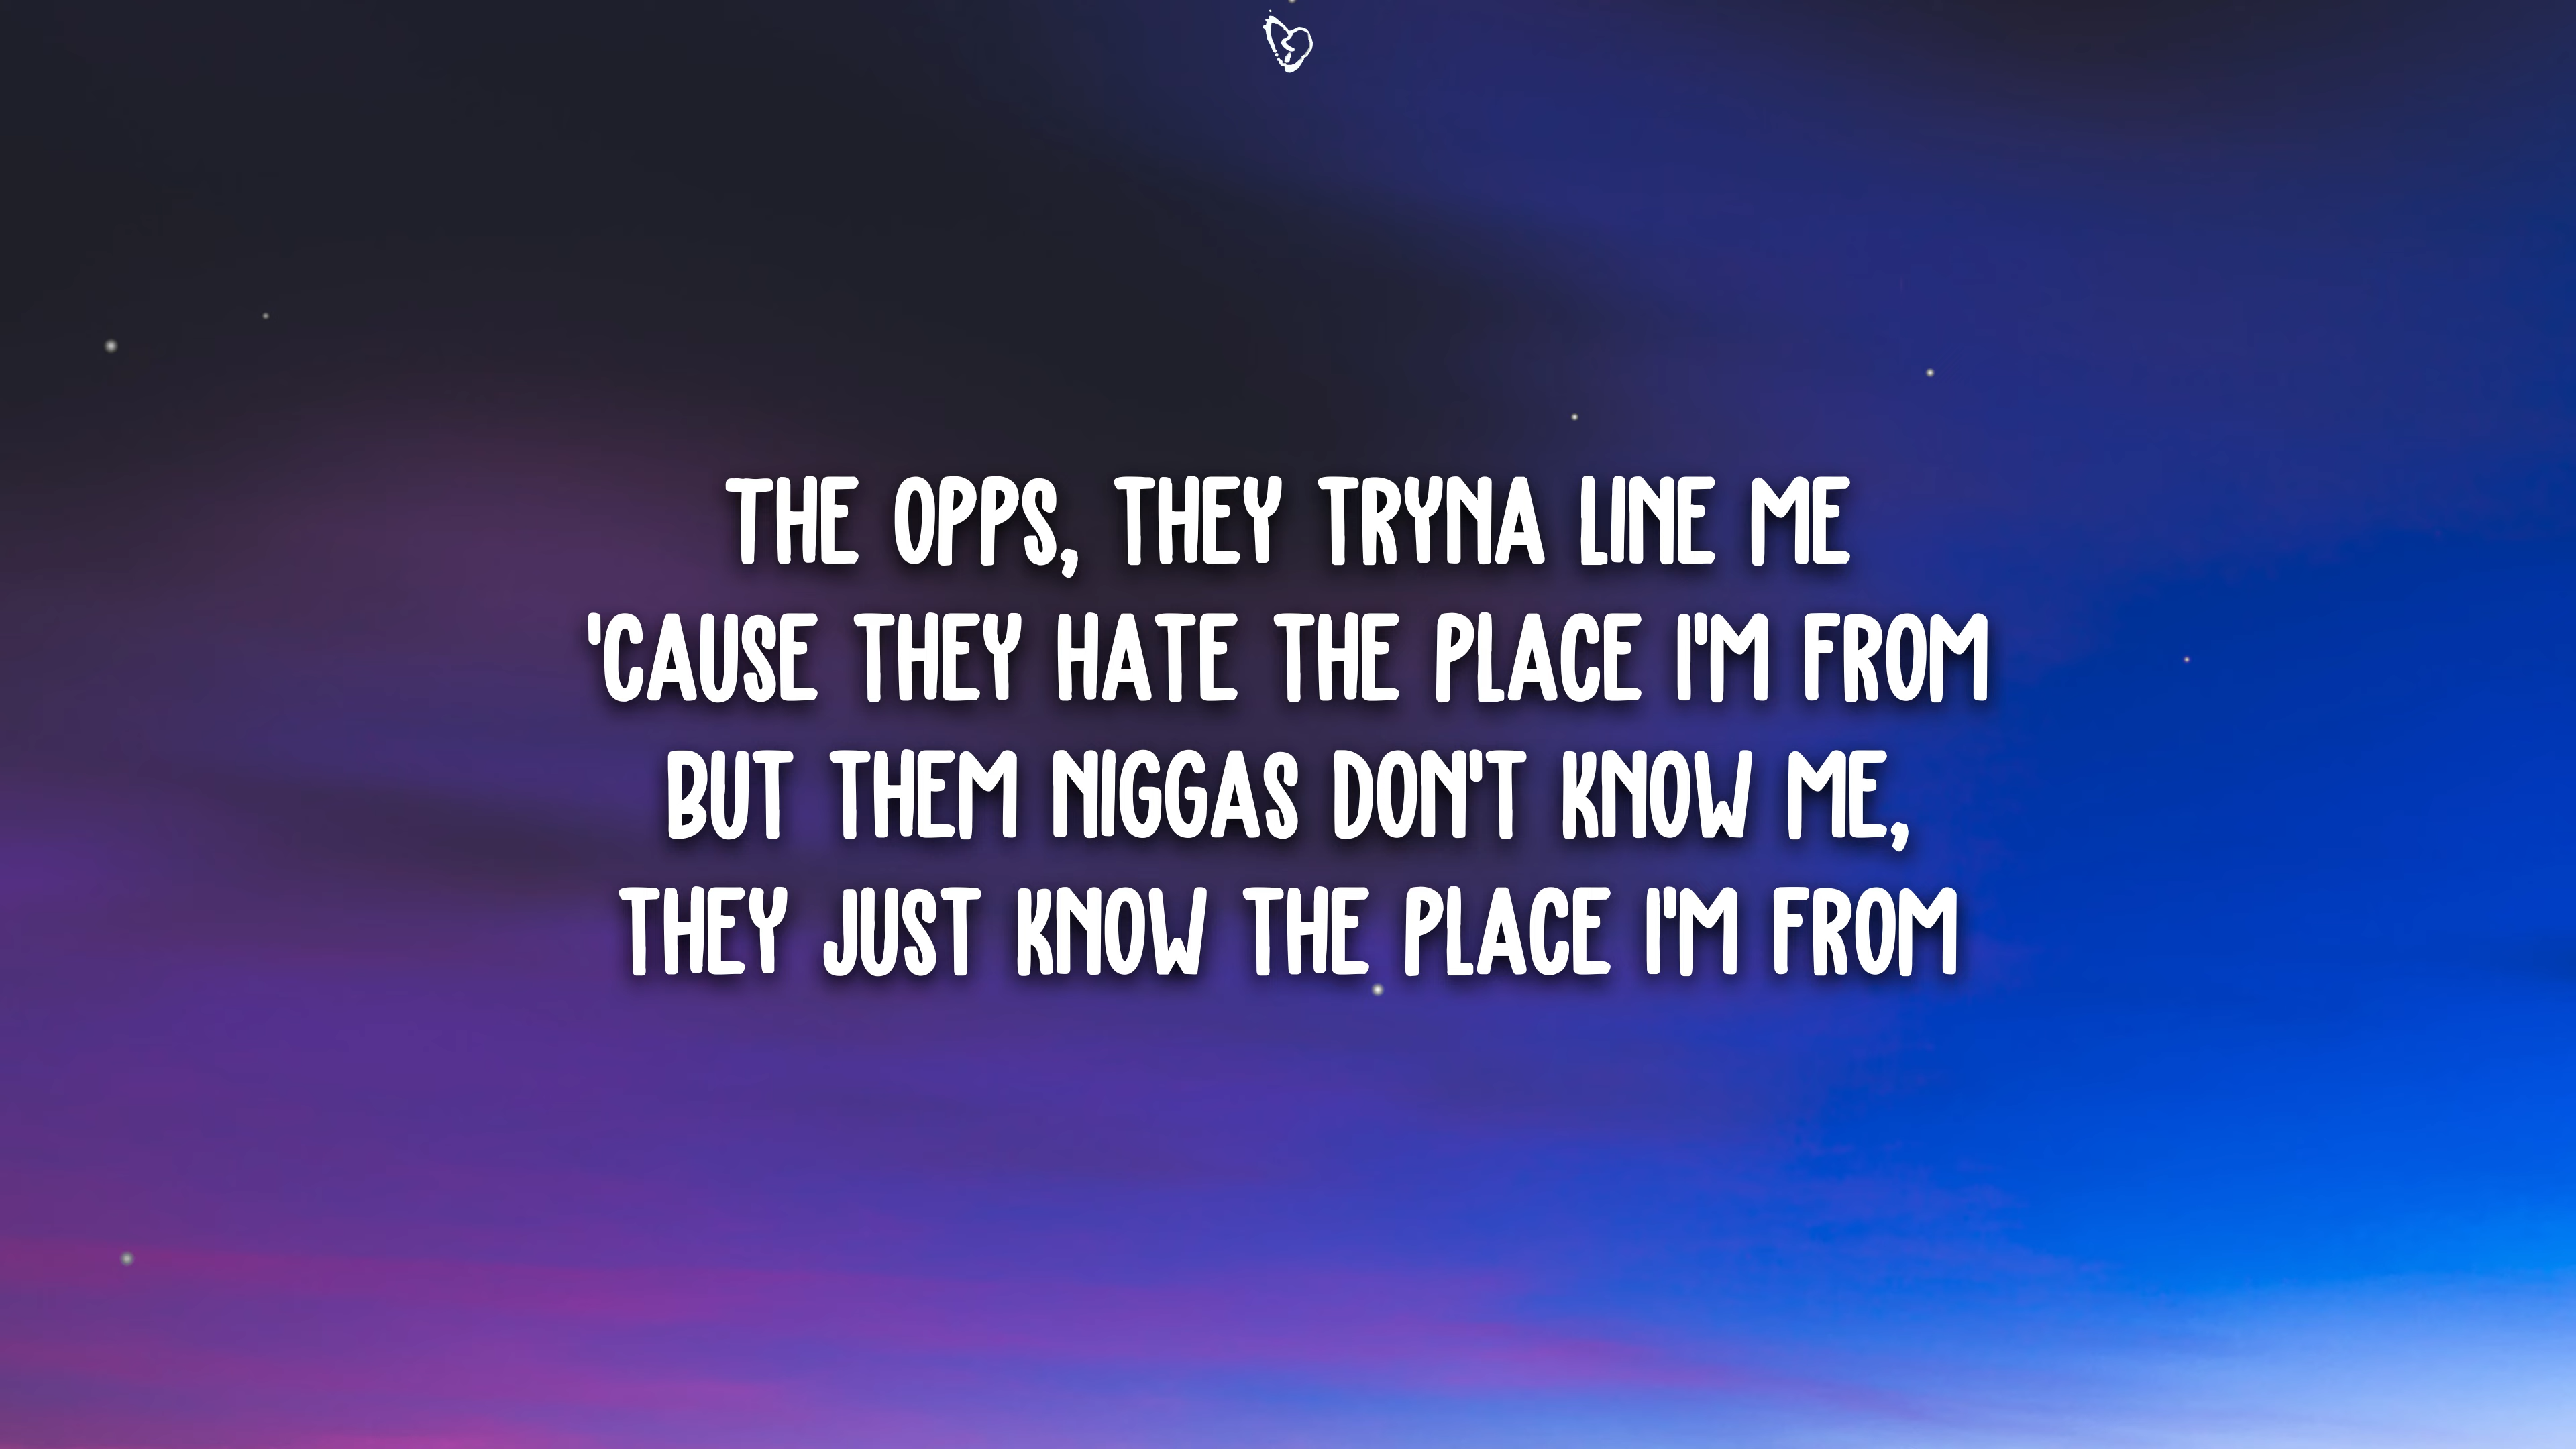 THE OPPS, THEY TRYNA LINE ME
'CAUSE THEY HATE THE PLACE I'M FROM
BUT THEM NIGGAS DON'T KNOW ME,
THEY JUST KNOW THE PLACE I'M FROM